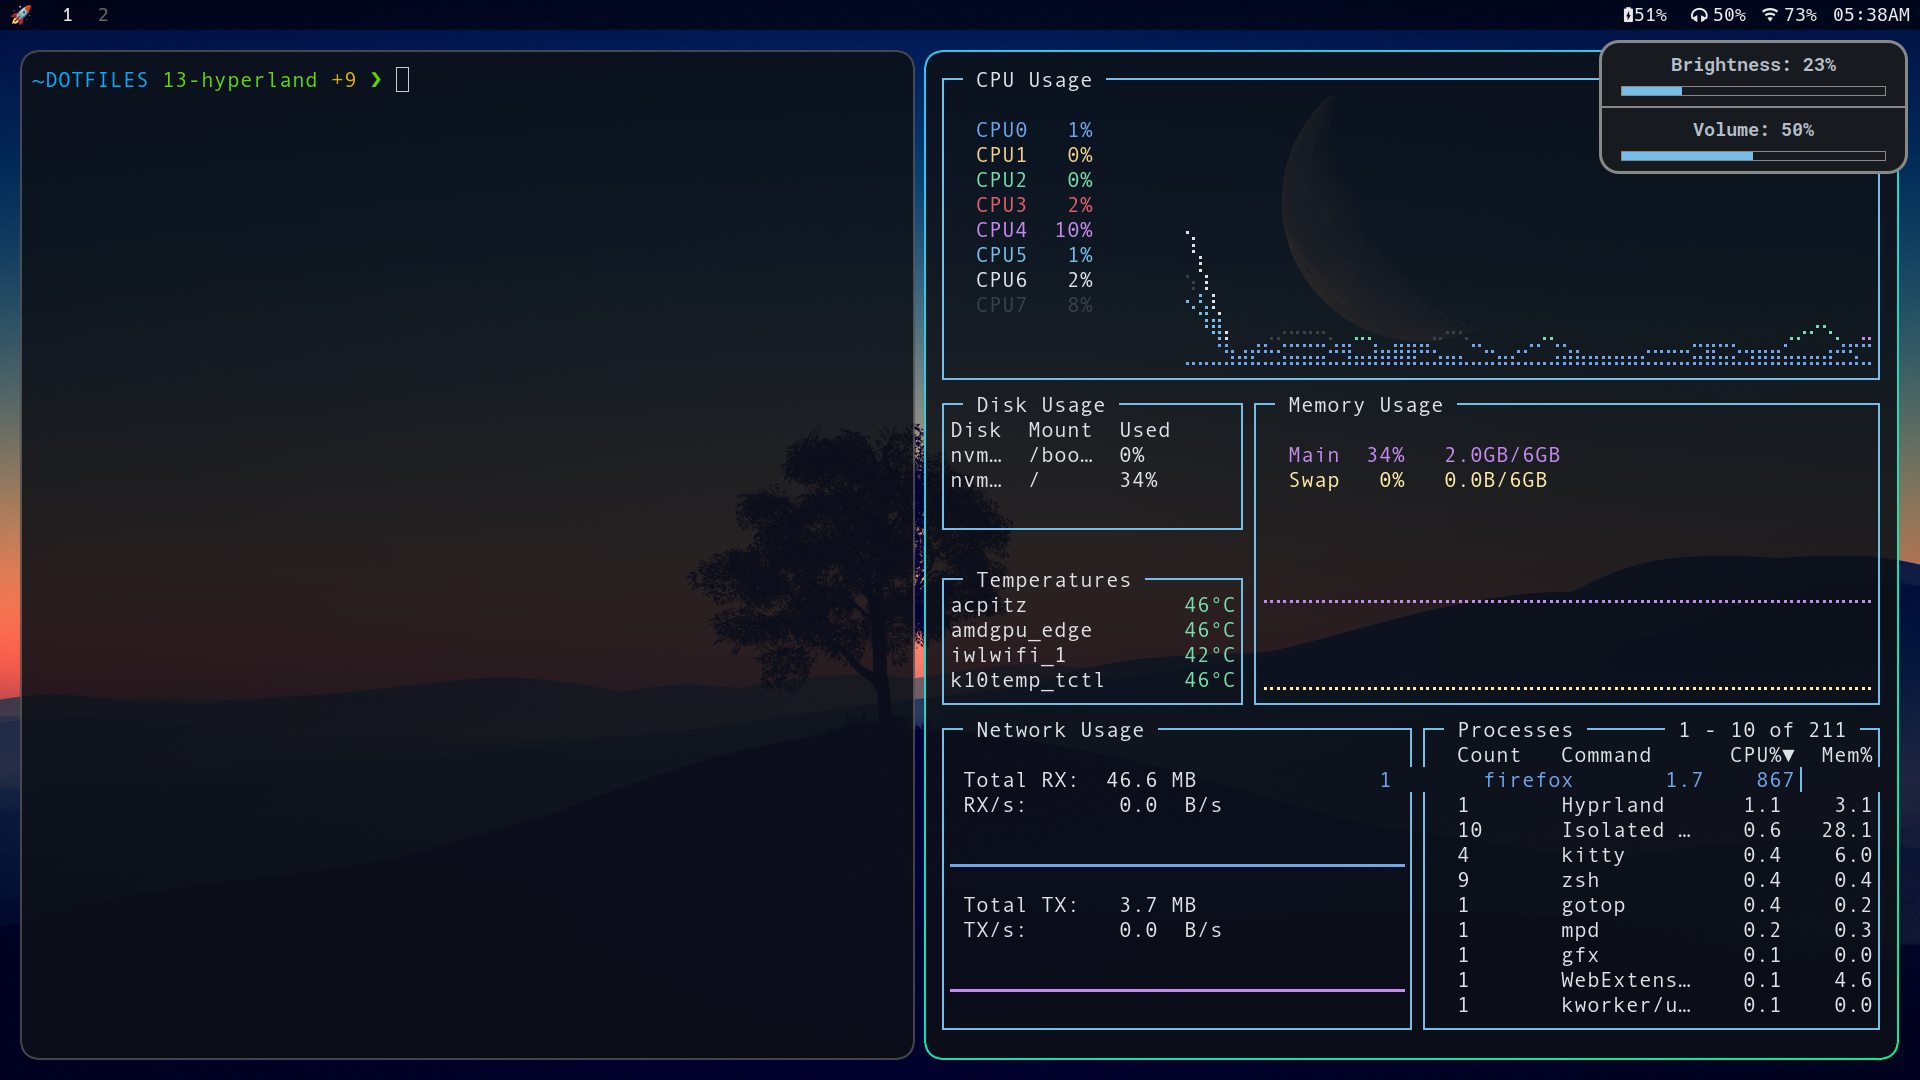 🚀 1 2
51% 50% 73% 05:38AM
~DOTFILES 13-hyperland +9 ❯
Brightness: 23%
Volume: 50%
CPU Usage
CPU0 1%
CPU1 0%
CPU2 0%
CPU3 2%
CPU4 10%
CPU5 1%
CPU6 2%
CPU7 8%
Disk Usage
Disk Mount Used
nvm… /boo… 0%
nvm… / 34%
Memory Usage
Main 34% 2.0GB/6GB
Swap 0% 0.0B/6GB
Temperatures
acpitz 46°C
amdgpu_edge 46°C
iwlwifi_1 42°C
k10temp_tctl 46°C
Network Usage
Total RX: 46.6 MB
RX/s: 0.0 B/s
Total TX: 3.7 MB
TX/s: 0.0 B/s
Processes 1 - 10 of 211
Count Command CPU%▼ Mem%
1 firefox 1.7 867
1 Hyprland 1.1 3.1
10 Isolated … 0.6 28.1
4 kitty 0.4 6.0
9 zsh 0.4 0.4
1 gotop 0.4 0.2
1 mpd 0.2 0.3
1 gfx 0.1 0.0
1 WebExtens… 0.1 4.6
1 kworker/u… 0.1 0.0